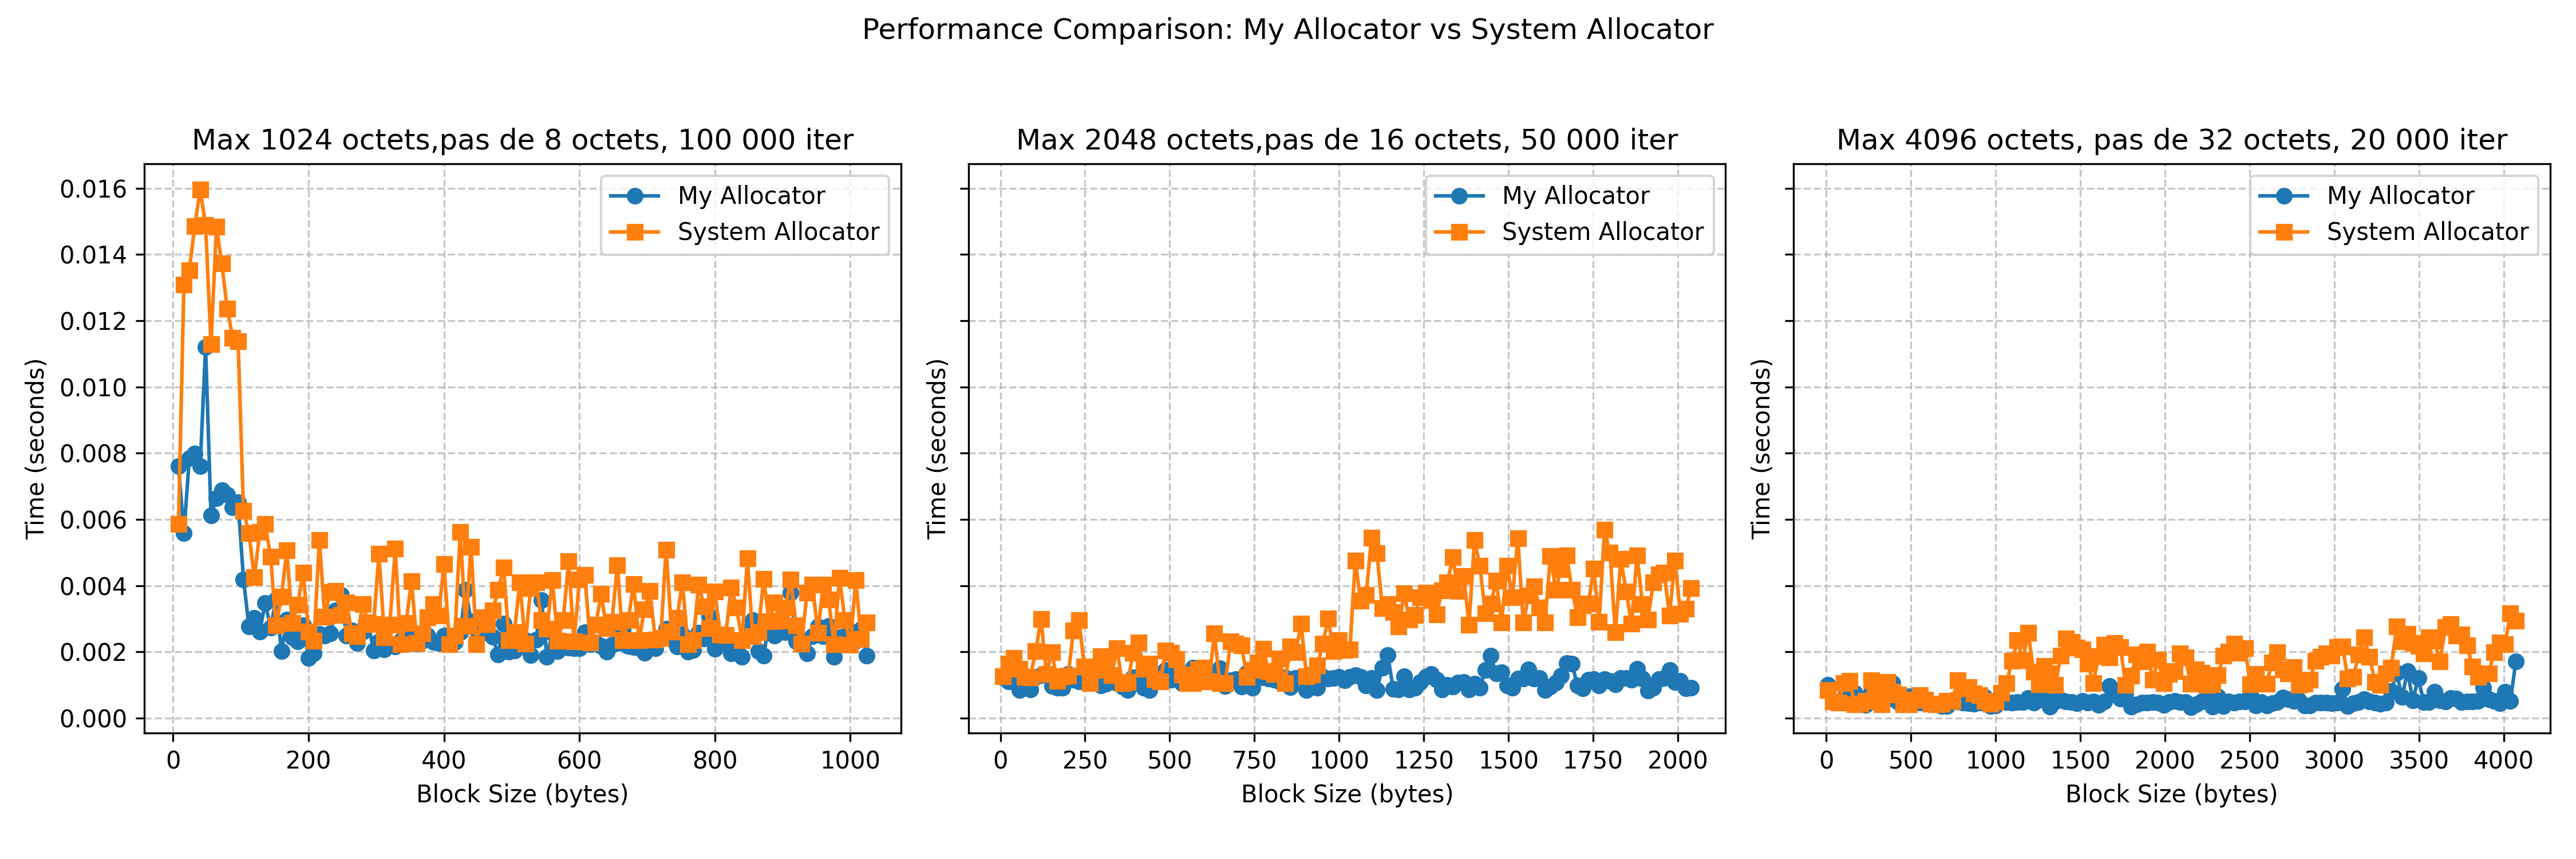 Performance Comparison: My Allocator vs System Allocator
Max 1024 octets,pas de 8 octets, 100 000 iter
My Allocator
System Allocator
Time (seconds)
0.016
0.014
0.012
0.010
0.008
0.006
0.004
0.002
0.000
0 200 400 600 800 1000
Block Size (bytes)
Max 2048 octets,pas de 16 octets, 50 000 iter
My Allocator
System Allocator
Time (seconds)
0 250 500 750 1000 1250 1500 1750 2000
Block Size (bytes)
Max 4096 octets, pas de 32 octets, 20 000 iter
My Allocator
System Allocator
Time (seconds)
0 500 1000 1500 2000 2500 3000 3500 4000
Block Size (bytes)